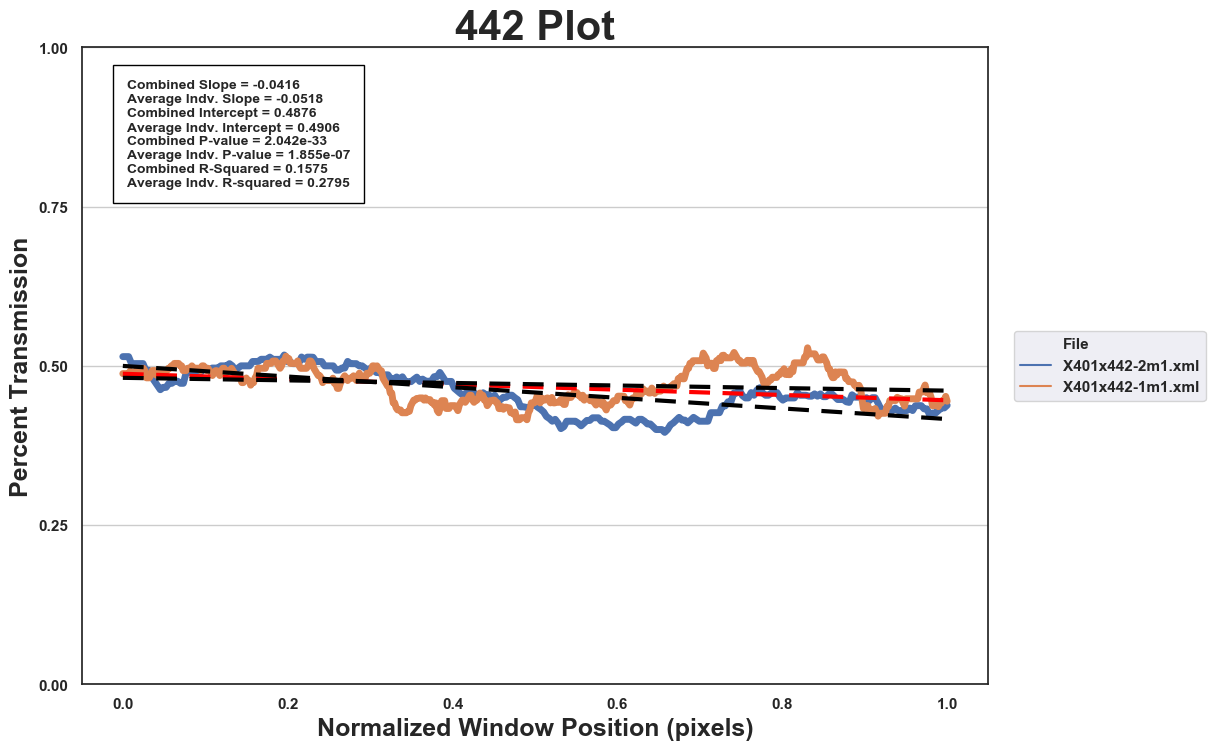 442 Plot
1.00
Combined Slope = -0.0416
Average Indv. Slope = -0.0518
Combined Intercept = 0.4876
Average Indv. Intercept = 0.4906
Combined P-value = 2.042e-33
Average Indv. P-value = 1.855e-07
Combined R-Squared = 0.1575
Average Indv. R-squared = 0.2795
0.75
0.50
0.25
0.00
Percent Transmission
0.0 0.2 0.4 0.6 0.8 1.0
Normalized Window Position (pixels)
File
X401x442-2m1.xml
X401x442-1m1.xml